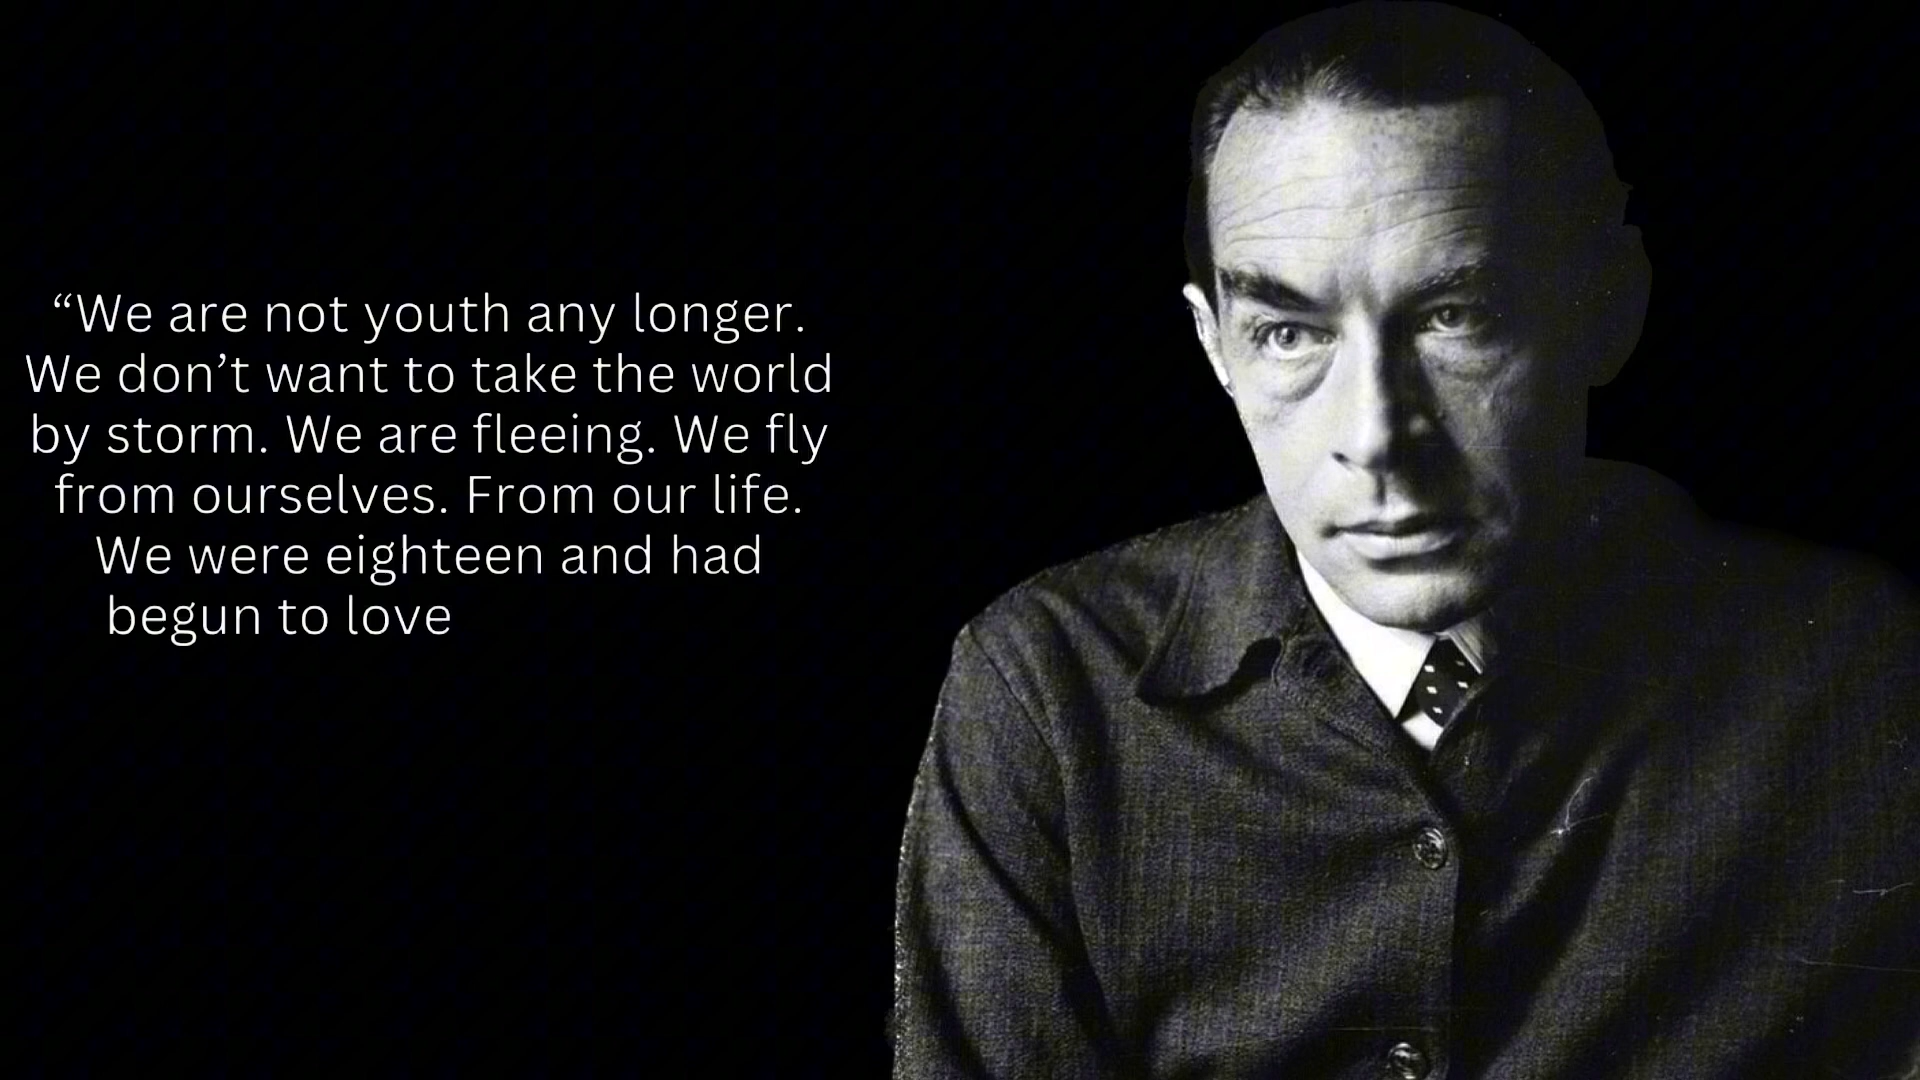 “We are not youth any longer.
We don’t want to take the world
by storm. We are fleeing. We fly
from ourselves. From our life.
We were eighteen and had
begun to love